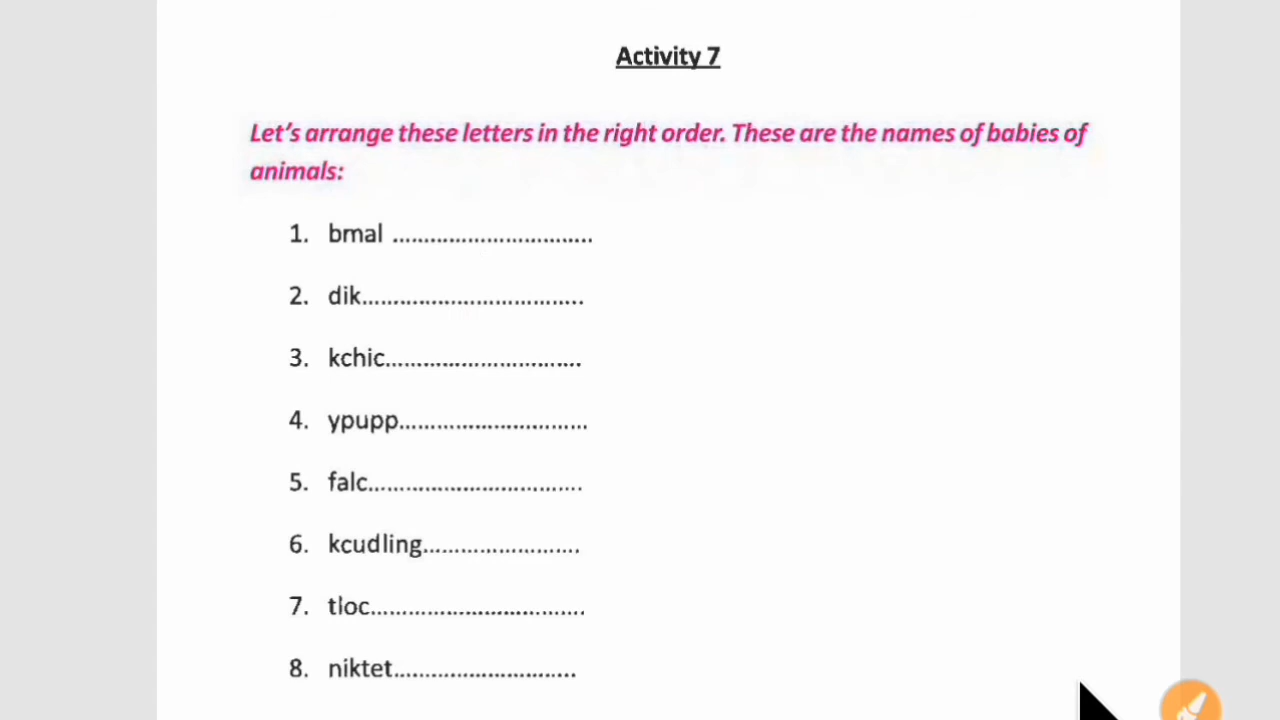 Activity 7
Let's arrange these letters in the right order. These are the names of babies of
animals:
1. bmal ................................
2. dik...................................
3. kchic...............................
4. ypupp..............................
5. falc..................................
6. kcudling.........................
7. tloc..................................
8. niktet.............................